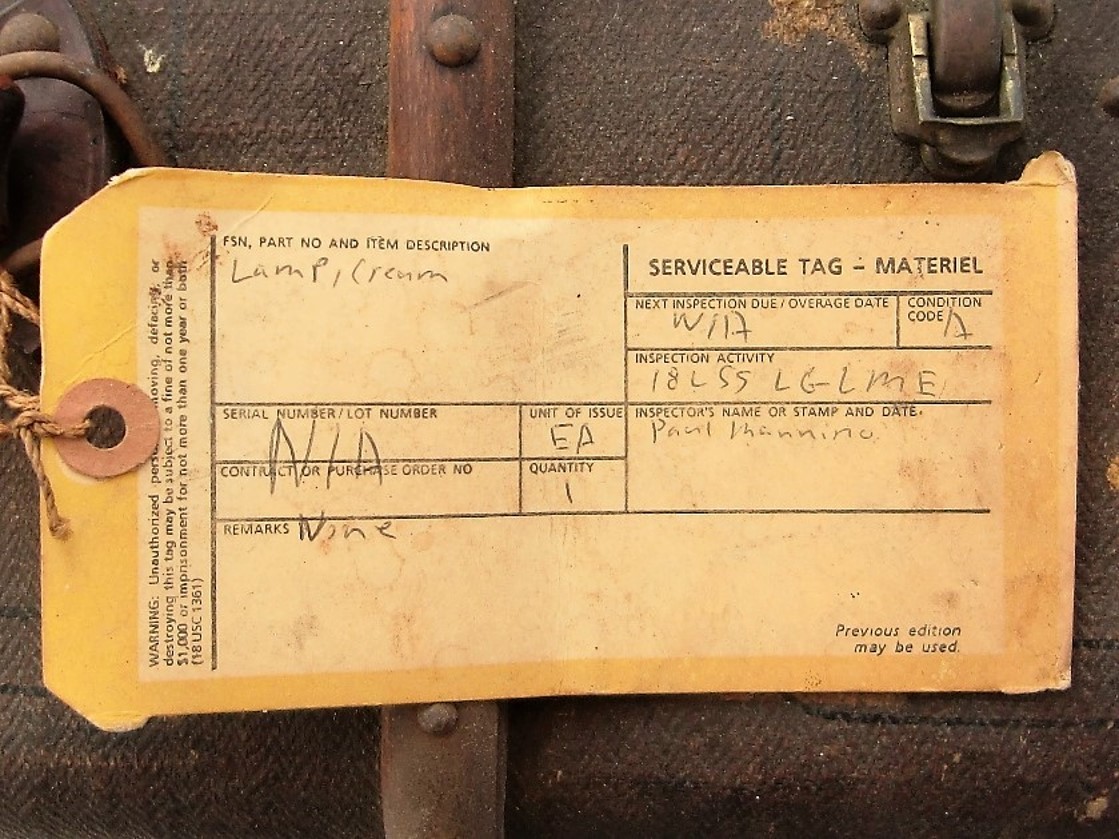 WARNING: Unauthorized persons removing, defacing, or
destroying this tag may be subject to a fine of not more than
$1,000 or imprisonment for not more than one year or both
(18 USC 1361)
FSN, PART NO AND ITEM DESCRIPTION
Lamp, Cream
SERVICEABLE TAG - MATERIEL
NEXT INSPECTION DUE/OVERAGE DATE
N/A
CONDITION
CODE A
INSPECTION ACTIVITY
18LSS LGLME
SERIAL NUMBER/LOT NUMBER
N/A
UNIT OF ISSUE
EA
INSPECTOR'S NAME OR STAMP AND DATE
Paul Mannino
CONTRACT OR PURCHASE ORDER NO
QUANTITY
1
REMARKS None
Previous edition
may be used.